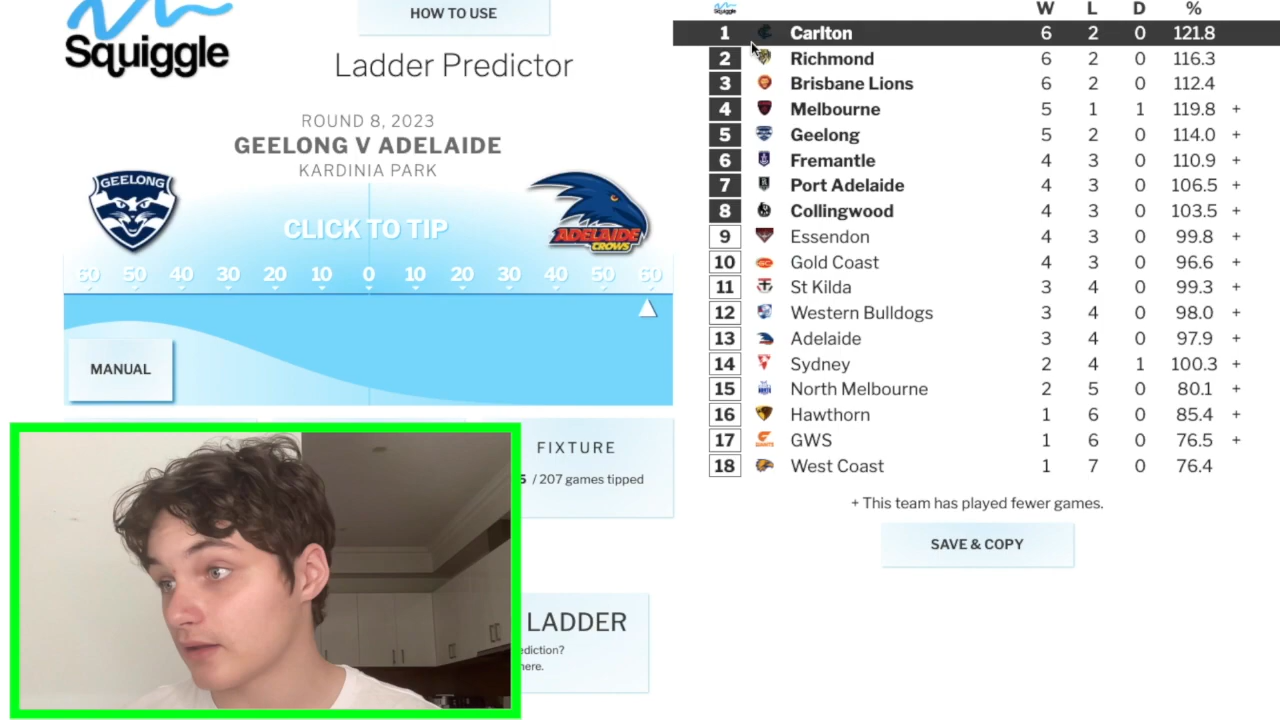 HOW TO USE
Squiggle
Ladder Predictor
ROUND 8, 2023
GEELONG V ADELAIDE
KARDINIA PARK
GEELONG
CLICK TO TIP
ADELAIDE
CROWS
60 50 40 30 20 10 0 10 20 30 40 50 60
MANUAL
FIXTURE
/ 207 games tipped
LADDER
ediction?
here.
Squiggle W L D %
1 Carlton 6 2 0 121.8
2 Richmond 6 2 0 116.3
3 Brisbane Lions 6 2 0 112.4
4 Melbourne 5 1 1 119.8 +
5 Geelong 5 2 0 114.0 +
6 Fremantle 4 3 0 110.9 +
7 Port Adelaide 4 3 0 106.5 +
8 Collingwood 4 3 0 103.5 +
9 Essendon 4 3 0 99.8 +
10 Gold Coast 4 3 0 96.6 +
11 St Kilda 3 4 0 99.3 +
12 Western Bulldogs 3 4 0 98.0 +
13 Adelaide 3 4 0 97.9 +
14 Sydney 2 4 1 100.3 +
15 North Melbourne 2 5 0 80.1 +
16 Hawthorn 1 6 0 85.4 +
17 GWS 1 6 0 76.5 +
18 West Coast 1 7 0 76.4
+ This team has played fewer games.
SAVE & COPY